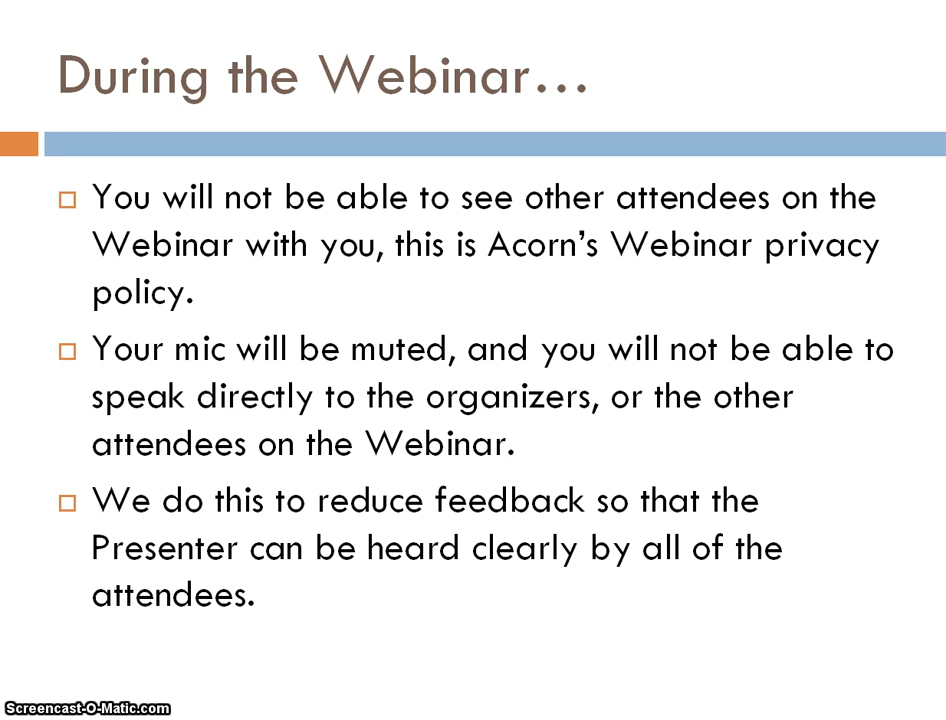 During the Webinar…
You will not be able to see other attendees on the
Webinar with you, this is Acorn’s Webinar privacy
policy.
Your mic will be muted, and you will not be able to
speak directly to the organizers, or the other
attendees on the Webinar.
We do this to reduce feedback so that the
Presenter can be heard clearly by all of the
attendees.
Screencast-O-Matic.com